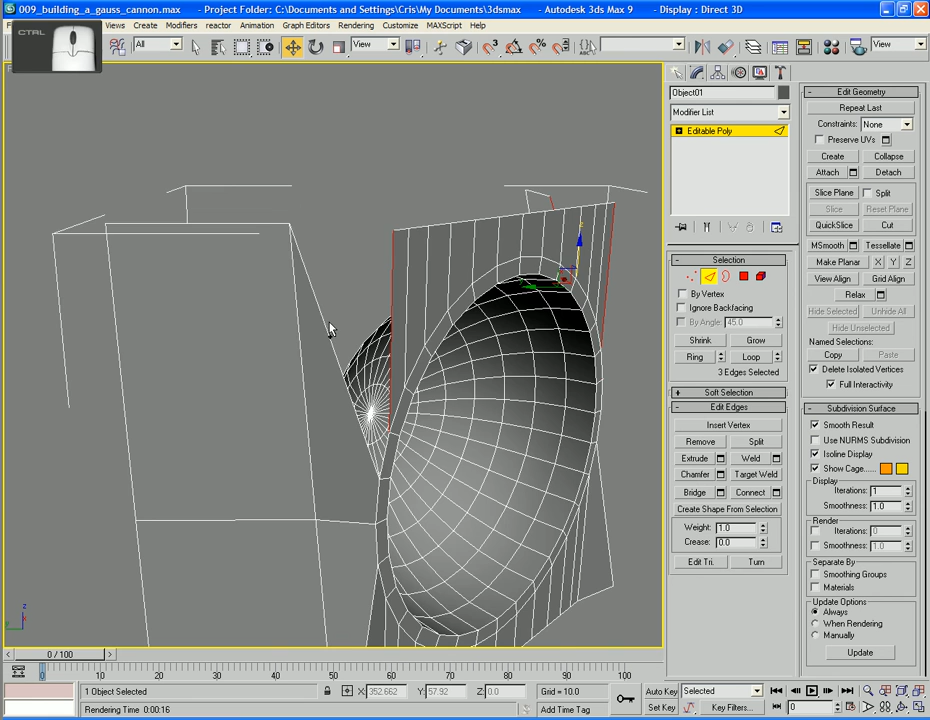 009_building_a_gauss_cannon.max - Project Folder: C:\Documents and Settings\Cris\My Documents\3dsmax - Autodesk 3ds Max 9 - Display : Direct 3D
Create Modifiers reactor Animation Graph Editors Rendering Customize MAXScript Help
CTRL
All
View
View
Object01
Modifier List
Editable Poly
Selection
By Vertex
Ignore Backfacing
By Angle: 45.0
Shrink Grow
Ring Loop
3 Edges Selected
Soft Selection
Edit Edges
Insert Vertex
Remove Split
Extrude Weld
Chamfer Target Weld
Bridge Connect
Create Shape From Selection
Weight: 1.0
Crease: 0.0
Edit Tri. Turn
Edit Geometry
Repeat Last
Constraints: None
Preserve UVs
Create Collapse
Attach Detach
Slice Plane Split
Slice Reset Plane
QuickSlice Cut
MSmooth Tessellate
Make Planar X Y Z
View Align Grid Align
Relax
Hide Selected Unhide All
Hide Unselected
Named Selections:
Copy Paste
Delete Isolated Vertices
Full Interactivity
Subdivision Surface
Smooth Result
Use NURMS Subdivision
Isoline Display
Show Cage......
Display
Iterations: 1
Smoothness: 1.0
Render
Iterations: 0
Smoothness: 1.0
Separate By
Smoothing Groups
Materials
Update Options
Always
When Rendering
Manually
Update
z
0 / 100
0 10 20 30 40 50 60 70 80 90 100
1 Object Selected X: 352.662 Y: 57.92 Z: 0.0 Grid = 10.0
Rendering Time 0:00:16 Add Time Tag
Auto Key Selected
Set Key Key Filters...
0